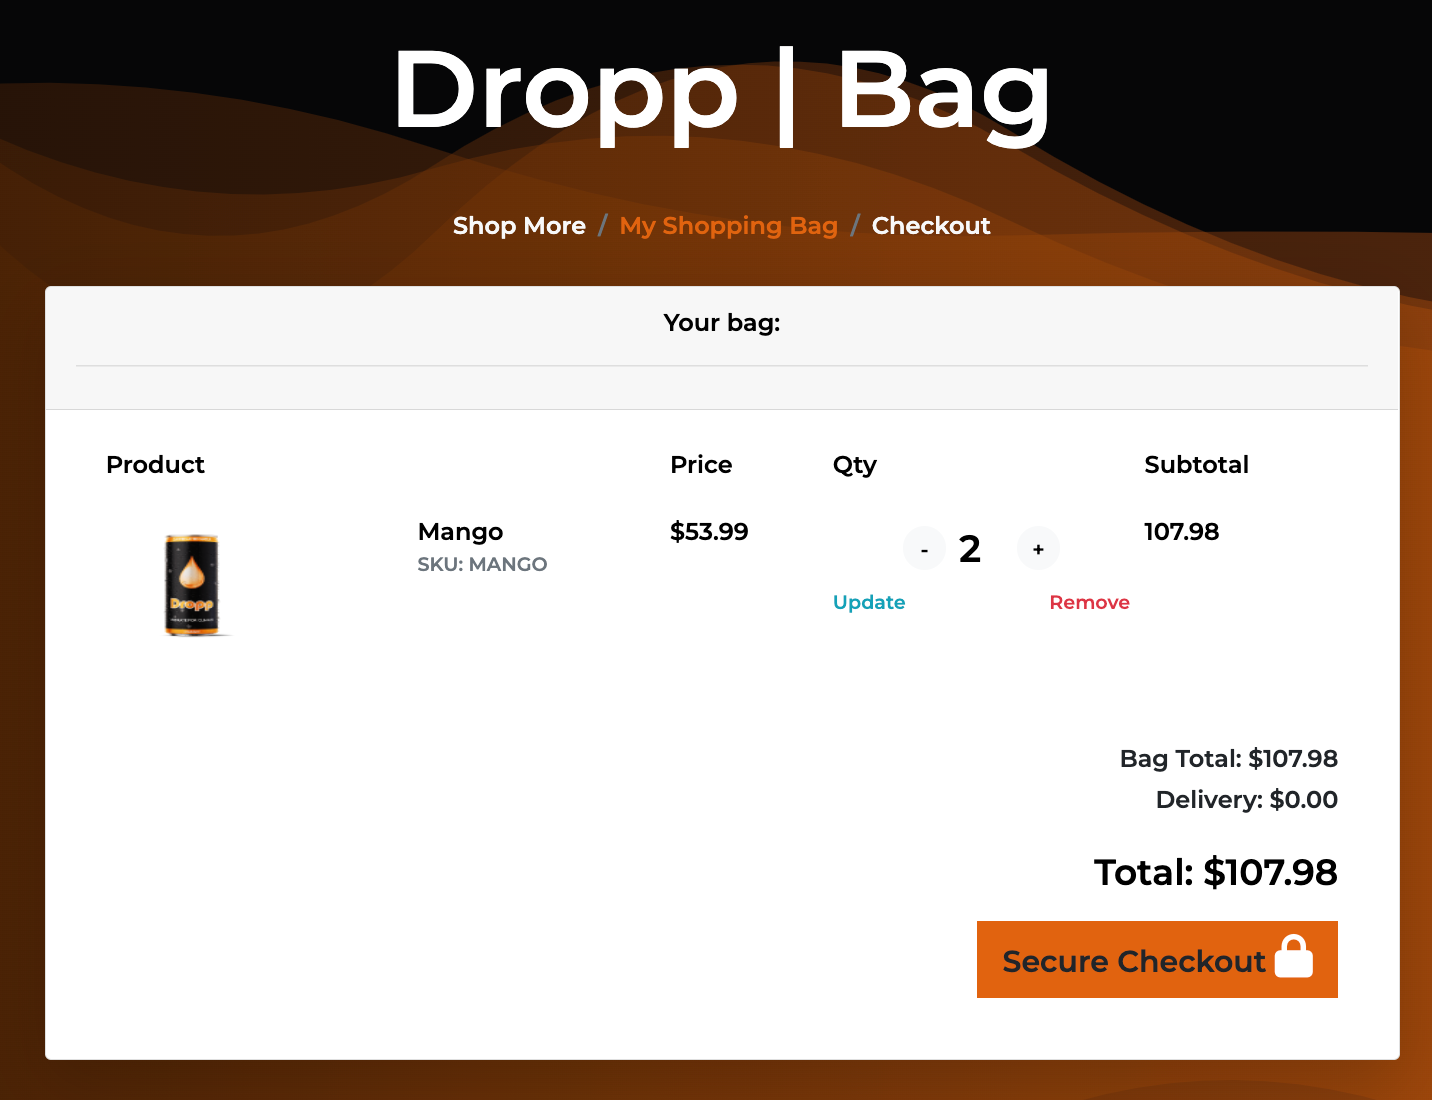 Dropp | Bag
Shop More / My Shopping Bag / Checkout
Your bag:
Product Price Qty Subtotal
Mango $53.99 - 2 + 107.98
SKU: MANGO
Update Remove
Dropp
Bag Total: $107.98
Delivery: $0.00
Total: $107.98
Secure Checkout